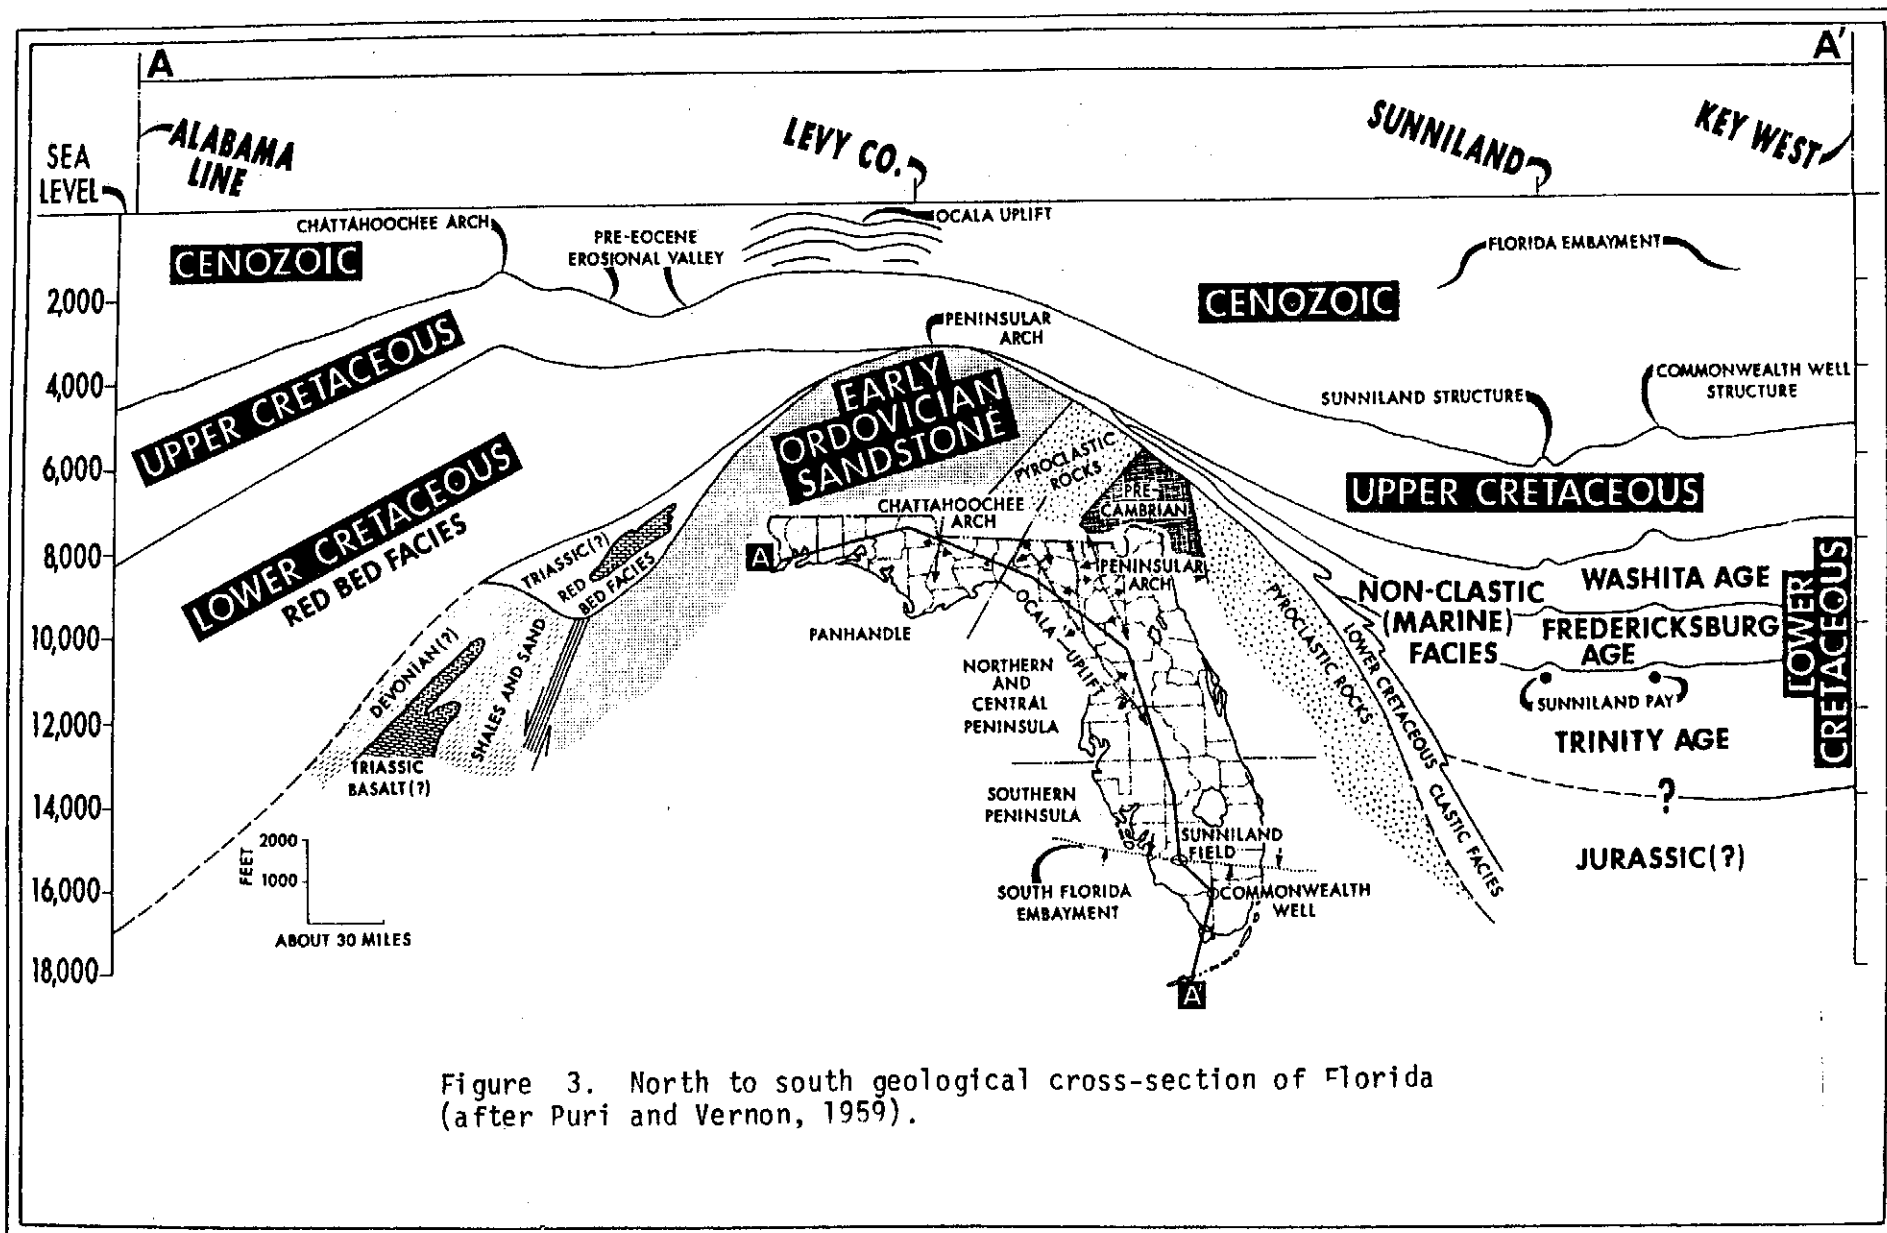 A
A'
ALABAMA
LINE
LEVY CO.
SUNNILAND
KEY WEST
SEA
LEVEL
CHATTAHOOCHEE ARCH
PRE-EOCENE
EROSIONAL VALLEY
OCALA UPLIFT
FLORIDA EMBAYMENT
CENOZOIC
CENOZOIC
2,000
4,000
6,000
8,000
10,000
12,000
14,000
16,000
18,000
PENINSULAR
ARCH
UPPER CRETACEOUS
EARLY
ORDOVICIAN
SANDSTONE
SUNNILAND STRUCTURE
COMMONWEALTH WELL
STRUCTURE
LOWER CRETACEOUS
RED BED FACIES
PYROCLASTIC
ROCKS
PRE-
CAMBRIAN
UPPER CRETACEOUS
TRIASSIC(?)
RED
BED FACIES
CHATTAHOOCHEE
ARCH
A
PENINSULAR
ARCH
OCALA UPLIFT
PANHANDLE
NORTHERN
AND
CENTRAL
PENINSULA
SOUTHERN
PENINSULA
SUNNILAND
FIELD
SOUTH FLORIDA
EMBAYMENT
COMMONWEALTH
WELL
A'
PYROCLASTIC ROCKS
LOWER CRETACEOUS CLASTIC FACIES
NON-CLASTIC
(MARINE)
FACIES
WASHITA AGE
FREDERICKSBURG
AGE
SUNNILAND PAY
TRINITY AGE
?
JURASSIC(?)
LOWER
CRETACEOUS
DEVONIAN(?)
SHALES AND SAND
TRIASSIC
BASALT(?)
FEET
2000
1000
ABOUT 30 MILES
Figure 3. North to south geological cross-section of Florida
(after Puri and Vernon, 1959).